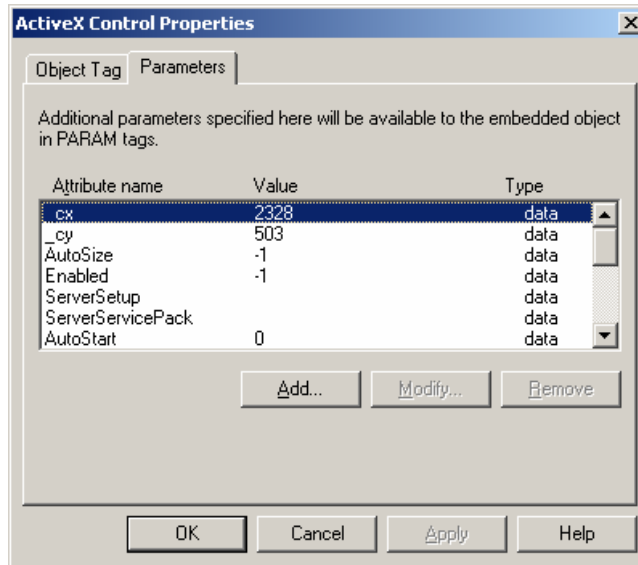 ActiveX Control Properties
Object Tag Parameters
Additional parameters specified here will be available to the embedded object
in PARAM tags.
Attribute name Value Type
_cx 2328 data
_cy 503 data
AutoSize -1 data
Enabled -1 data
ServerSetup data
ServerServicePack data
AutoStart 0 data
Add... Modify... Remove
OK Cancel Apply Help